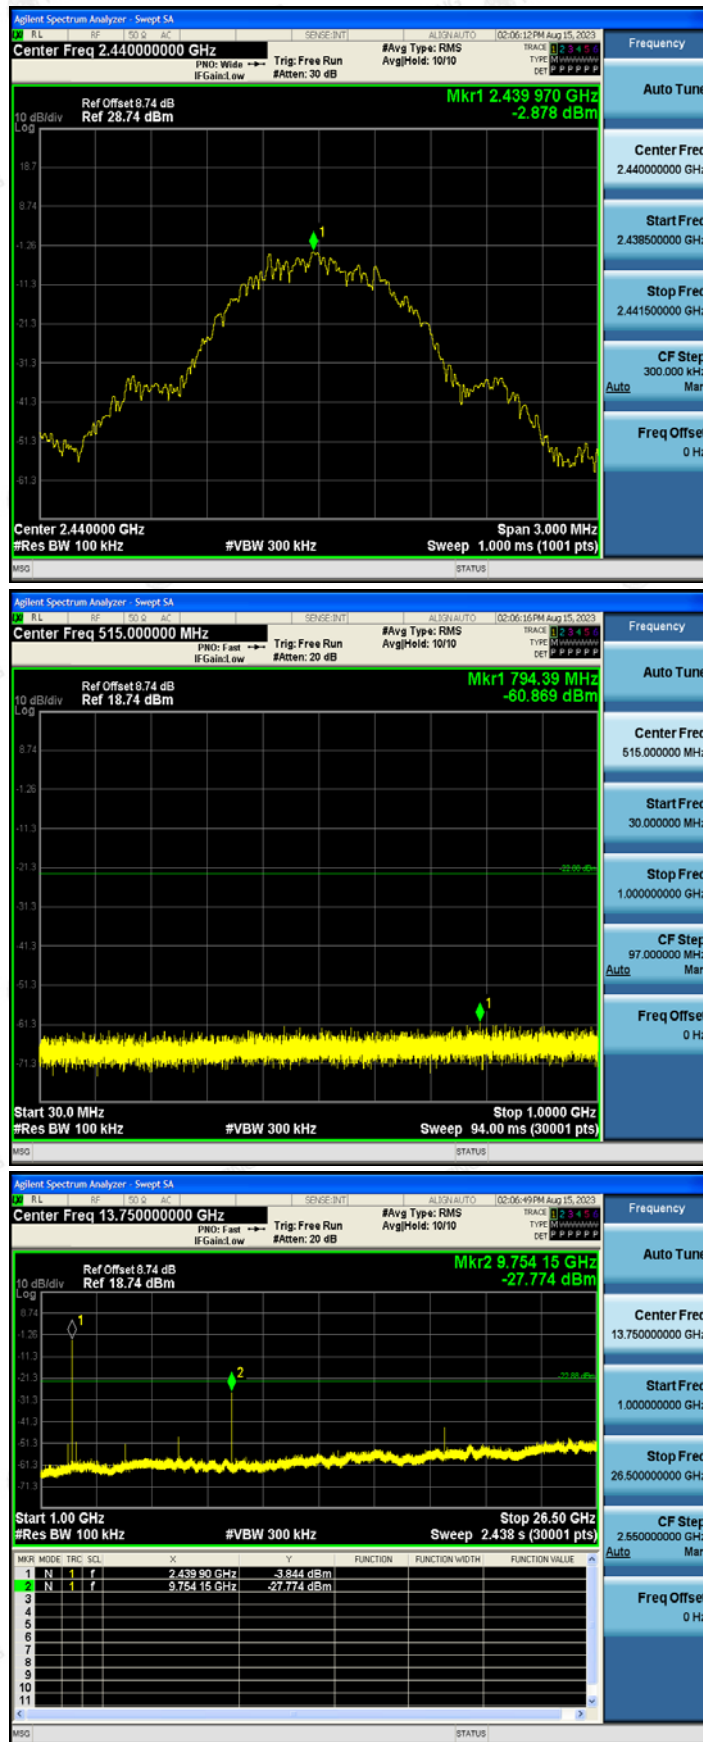 Agilent Spectrum Analyzer - Swept SA
RL RF 50 Ω AC SENSE:INT ALIGN AUTO 02:06:12 PM Aug 15, 2023
Center Freq 2.440000000 GHz
PNO: Wide
IFGain:Low
Trig: Free Run
#Atten: 30 dB
#Avg Type: RMS
Avg|Hold: 10/10
TRACE 1 2 3 4 5 6
TYPE M
DET P P P P P P
Frequency
Mkr1 2.439 970 GHz
-2.878 dBm
Ref Offset 8.74 dB
10 dB/div Ref 28.74 dBm
Log
18.7
8.74
-1.26
-11.3
-21.3
-31.3
-41.3
-51.3
-61.3
1
Center 2.440000 GHz Span 3.000 MHz
#Res BW 100 kHz #VBW 300 kHz Sweep 1.000 ms (1001 pts)
MSG STATUS
Auto Tune
Center Freq
2.440000000 GHz
Start Freq
2.438500000 GHz
Stop Freq
2.441500000 GHz
CF Step
300.000 kHz
Auto Man
Freq Offset
0 Hz
Agilent Spectrum Analyzer - Swept SA
RL RF 50 Ω AC SENSE:INT ALIGN AUTO 02:06:16 PM Aug 15, 2023
Center Freq 515.000000 MHz
PNO: Fast
IFGain:Low
Trig: Free Run
#Atten: 20 dB
#Avg Type: RMS
Avg|Hold: 10/10
TRACE 1 2 3 4 5 6
TYPE M
DET P P P P P P
Frequency
Mkr1 794.39 MHz
-60.869 dBm
Ref Offset 8.74 dB
10 dB/div Ref 18.74 dBm
Log
8.74
-1.26
-11.3
-21.3
-31.3
-41.3
-51.3
-61.3
-71.3
1
Start 30.0 MHz Stop 1.0000 GHz
#Res BW 100 kHz #VBW 300 kHz Sweep 94.00 ms (30001 pts)
MSG STATUS
Auto Tune
Center Freq
515.000000 MHz
Start Freq
30.000000 MHz
Stop Freq
1.000000000 GHz
CF Step
97.000000 MHz
Auto Man
Freq Offset
0 Hz
Agilent Spectrum Analyzer - Swept SA
RL RF 50 Ω AC SENSE:INT ALIGN AUTO 02:06:49 PM Aug 15, 2023
Center Freq 13.750000000 GHz
PNO: Fast
IFGain:Low
Trig: Free Run
#Atten: 20 dB
#Avg Type: RMS
Avg|Hold: 10/10
TRACE 1 2 3 4 5 6
TYPE M
DET P P P P P P
Frequency
Mkr2 9.754 15 GHz
-27.774 dBm
Ref Offset 8.74 dB
10 dB/div Ref 18.74 dBm
Log
8.74
-1.26
-11.3
-21.3
-31.3
-41.3
-51.3
-61.3
-71.3
1
2
Start 1.00 GHz Stop 26.50 GHz
#Res BW 100 kHz #VBW 300 kHz Sweep 2.438 s (30001 pts)
MKR MODE TRC SCL X Y FUNCTION FUNCTION WIDTH FUNCTION VALUE
1 N 1 f 2.439 90 GHz -3.844 dBm
2 N 1 f 9.754 15 GHz -27.774 dBm
3
4
5
6
7
8
9
10
11
MSG STATUS
Auto Tune
Center Freq
13.750000000 GHz
Start Freq
1.000000000 GHz
Stop Freq
26.500000000 GHz
CF Step
2.550000000 GHz
Auto Man
Freq Offset
0 Hz